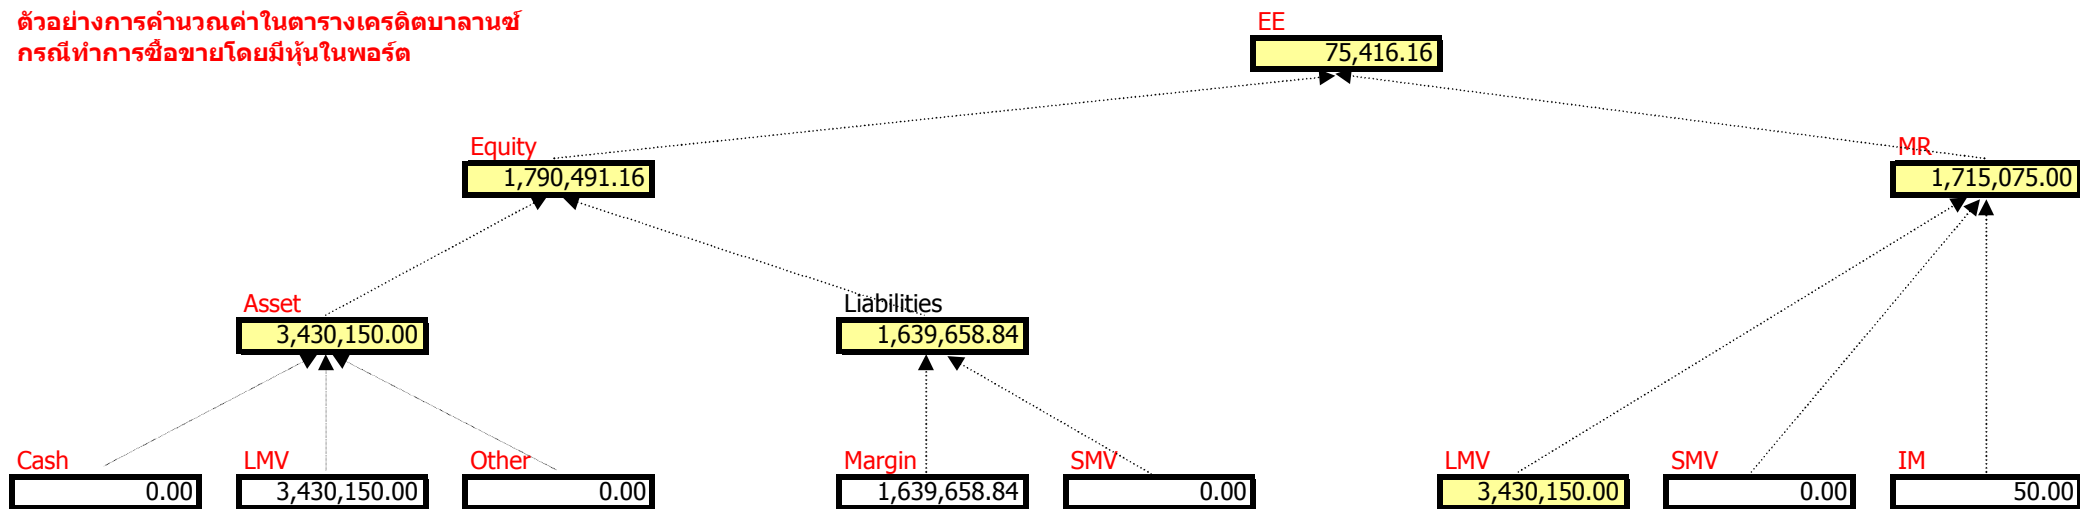 ตัวอย่างการคำนวณค่าในตารางเครดิตบาลานซ์
กรณีทำการซื้อขายโดยมีหุ้นในพอร์ต
EE
75,416.16
Equity
1,790,491.16
MR
1,715,075.00
Asset
3,430,150.00
Liabilities
1,639,658.84
Cash
0.00
LMV
3,430,150.00
Other
0.00
Margin
1,639,658.84
SMV
0.00
LMV
3,430,150.00
SMV
0.00
IM
50.00